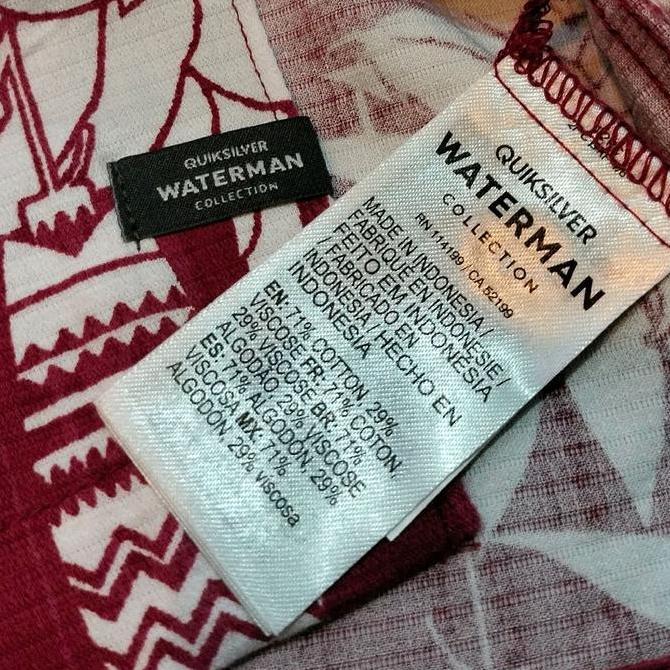 QUIKSILVER
WATERMAN
COLLECTION
QUIKSILVER
WATERMAN
COLLECTION
RN 114199 / CA 52199
MADE IN INDONESIA /
FABRIQUÉ EN INDONÉSIE /
FEITO EM INDONESIA
/ FABRICADO EN
INDONESIA / HECHO EN
INDONESIA
EN: 71% COTTON, 29%
VISCOSE FR: 71% COTON,
29% VISCOSE BR: 71%
ALGODÃO, 29% VISCOSE
ES: 71% ALGODÓN, 29%
VISCOSA MX: 71%
ALGODÓN, 29% viscosa